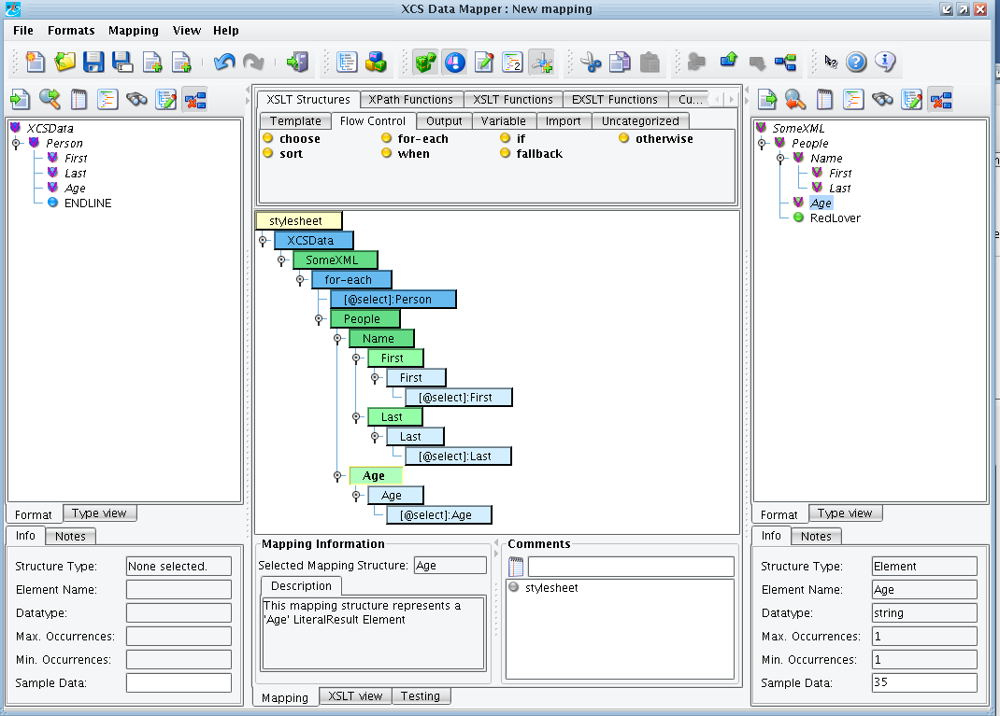 XCS Data Mapper : New mapping
File Formats Mapping View Help
XSLT Structures XPath Functions XSLT Functions EXSLT Functions Cu...
Template Flow Control Output Variable Import Uncategorized
choose for-each if otherwise
sort when fallback
XCSData
Person
First
Last
Age
ENDLINE
Format Type view
Info Notes
Structure Type: None selected.
Element Name:
Datatype:
Max. Occurrences:
Min. Occurrences:
Sample Data:
stylesheet
XCSData
SomeXML
for-each
[@select]:Person
People
Name
First
First
[@select]:First
Last
Last
[@select]:Last
Age
Age
[@select]:Age
Mapping Information
Selected Mapping Structure: Age
Description
This mapping structure represents a
'Age' LiteralResult Element
Comments
stylesheet
Mapping XSLT view Testing
SomeXML
People
Name
First
Last
Age
RedLover
Format Type view
Info Notes
Structure Type: Element
Element Name: Age
Datatype: string
Max. Occurrences: 1
Min. Occurrences: 1
Sample Data: 35